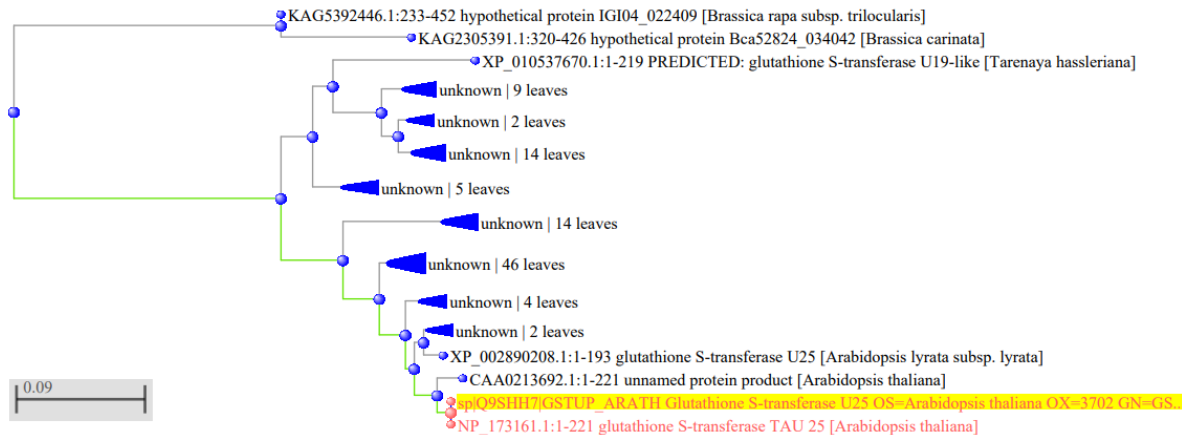 KAG5392446.1:233-452 hypothetical protein IGI04_022409 [Brassica rapa subsp. trilocularis]
KAG2305391.1:320-426 hypothetical protein Bca52824_034042 [Brassica carinata]
XP_010537670.1:1-219 PREDICTED: glutathione S-transferase U19-like [Tarenaya hassleriana]
unknown | 9 leaves
unknown | 2 leaves
unknown | 14 leaves
unknown | 5 leaves
unknown | 14 leaves
unknown | 46 leaves
unknown | 4 leaves
unknown | 2 leaves
XP_002890208.1:1-193 glutathione S-transferase U25 [Arabidopsis lyrata subsp. lyrata]
CAA0213692.1:1-221 unnamed protein product [Arabidopsis thaliana]
sp|Q9SHH7|GSTUP_ARATH Glutathione S-transferase U25 OS=Arabidopsis thaliana OX=3702 GN=GS...
NP_173161.1:1-221 glutathione S-transferase TAU 25 [Arabidopsis thaliana]
0.09